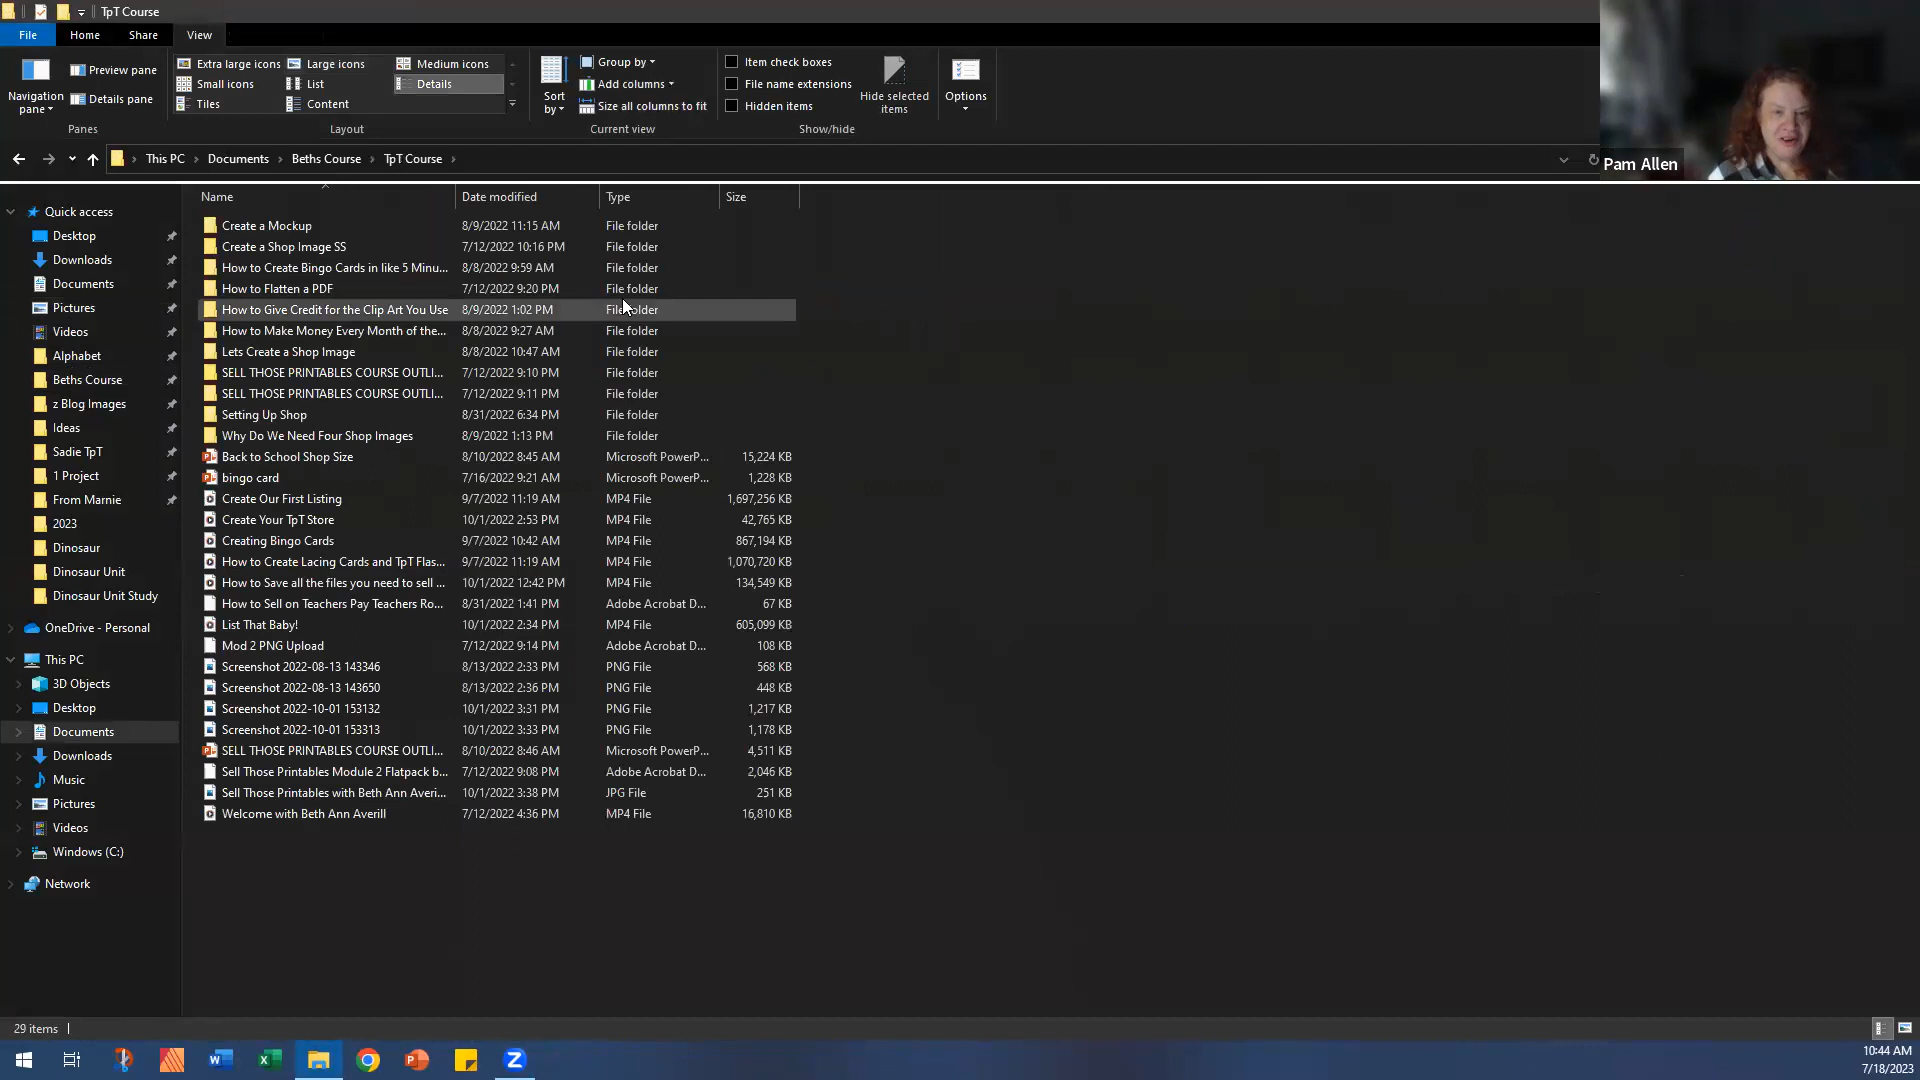 TpT Course
File Home Share View
Navigation pane
Preview pane
Details pane
Panes
Extra large icons Large icons Medium icons
Small icons List Details
Tiles Content
Layout
Sort by
Group by
Add columns
Size all columns to fit
Current view
Item check boxes
File name extensions
Hidden items
Hide selected items
Show/hide
Options
Pam Allen
This PC › Documents › Beths Course › TpT Course ›
Name Date modified Type Size
Quick access
Desktop
Downloads
Documents
Pictures
Videos
Alphabet
Beths Course
z Blog Images
Ideas
Sadie TpT
1 Project
From Marnie
2023
Dinosaur
Dinosaur Unit
Dinosaur Unit Study
OneDrive - Personal
This PC
3D Objects
Desktop
Documents
Downloads
Music
Pictures
Videos
Windows (C:)
Network
Create a Mockup 8/9/2022 11:15 AM File folder
Create a Shop Image SS 7/12/2022 10:16 PM File folder
How to Create Bingo Cards in like 5 Minu... 8/8/2022 9:59 AM File folder
How to Flatten a PDF 7/12/2022 9:20 PM File folder
How to Give Credit for the Clip Art You Use 8/9/2022 1:02 PM File folder
How to Make Money Every Month of the... 8/8/2022 9:27 AM File folder
Lets Create a Shop Image 8/8/2022 10:47 AM File folder
SELL THOSE PRINTABLES COURSE OUTLI... 7/12/2022 9:10 PM File folder
SELL THOSE PRINTABLES COURSE OUTLI... 7/12/2022 9:11 PM File folder
Setting Up Shop 8/31/2022 6:34 PM File folder
Why Do We Need Four Shop Images 8/9/2022 1:13 PM File folder
Back to School Shop Size 8/10/2022 8:45 AM Microsoft PowerP... 15,224 KB
bingo card 7/16/2022 9:21 AM Microsoft PowerP... 1,228 KB
Create Our First Listing 9/7/2022 11:19 AM MP4 File 1,697,256 KB
Create Your TpT Store 10/1/2022 2:53 PM MP4 File 42,765 KB
Creating Bingo Cards 9/7/2022 10:42 AM MP4 File 867,194 KB
How to Create Lacing Cards and TpT Flas... 9/7/2022 11:19 AM MP4 File 1,070,720 KB
How to Save all the files you need to sell ... 10/1/2022 12:42 PM MP4 File 134,549 KB
How to Sell on Teachers Pay Teachers Ro... 8/31/2022 1:41 PM Adobe Acrobat D... 67 KB
List That Baby! 10/1/2022 2:34 PM MP4 File 605,099 KB
Mod 2 PNG Upload 7/12/2022 9:14 PM Adobe Acrobat D... 108 KB
Screenshot 2022-08-13 143346 8/13/2022 2:33 PM PNG File 568 KB
Screenshot 2022-08-13 143650 8/13/2022 2:36 PM PNG File 448 KB
Screenshot 2022-10-01 153132 10/1/2022 3:31 PM PNG File 1,217 KB
Screenshot 2022-10-01 153313 10/1/2022 3:33 PM PNG File 1,178 KB
SELL THOSE PRINTABLES COURSE OUTLI... 8/10/2022 8:46 AM Microsoft PowerP... 4,511 KB
Sell Those Printables Module 2 Flatpack b... 7/12/2022 9:08 PM Adobe Acrobat D... 2,046 KB
Sell Those Printables with Beth Ann Averi... 10/1/2022 3:38 PM JPG File 251 KB
Welcome with Beth Ann Averill 7/12/2022 4:36 PM MP4 File 16,810 KB
29 items
10:44 AM
7/18/2023